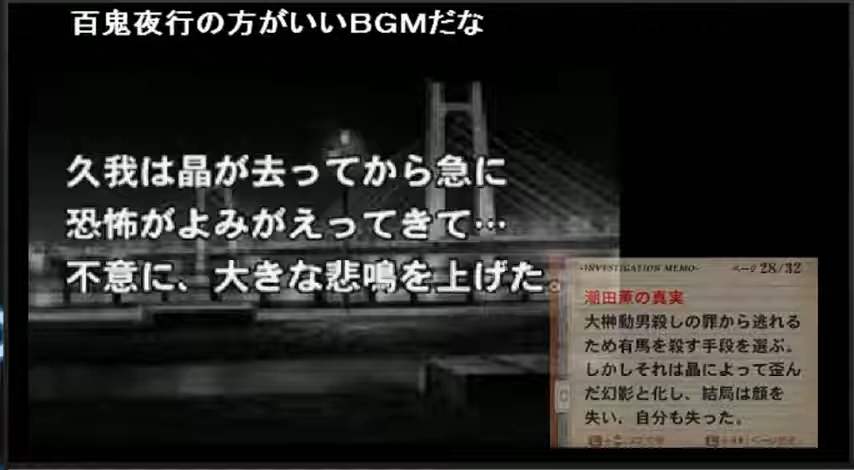 百鬼夜行の方がいいBGMだな
久我は晶が去ってから急に
恐怖がよみがえってきて…
不意に、大きな悲鳴を上げた。
-INVESTIGATION MEMO-
ページ 28/32
潮田薫の真実
大榊動男殺しの罪から逃れる
ため有馬を殺す手段を選ぶ。
しかしそれは晶によって歪ん
だ幻影と化し、結局は顔を
失い、自分も失った。